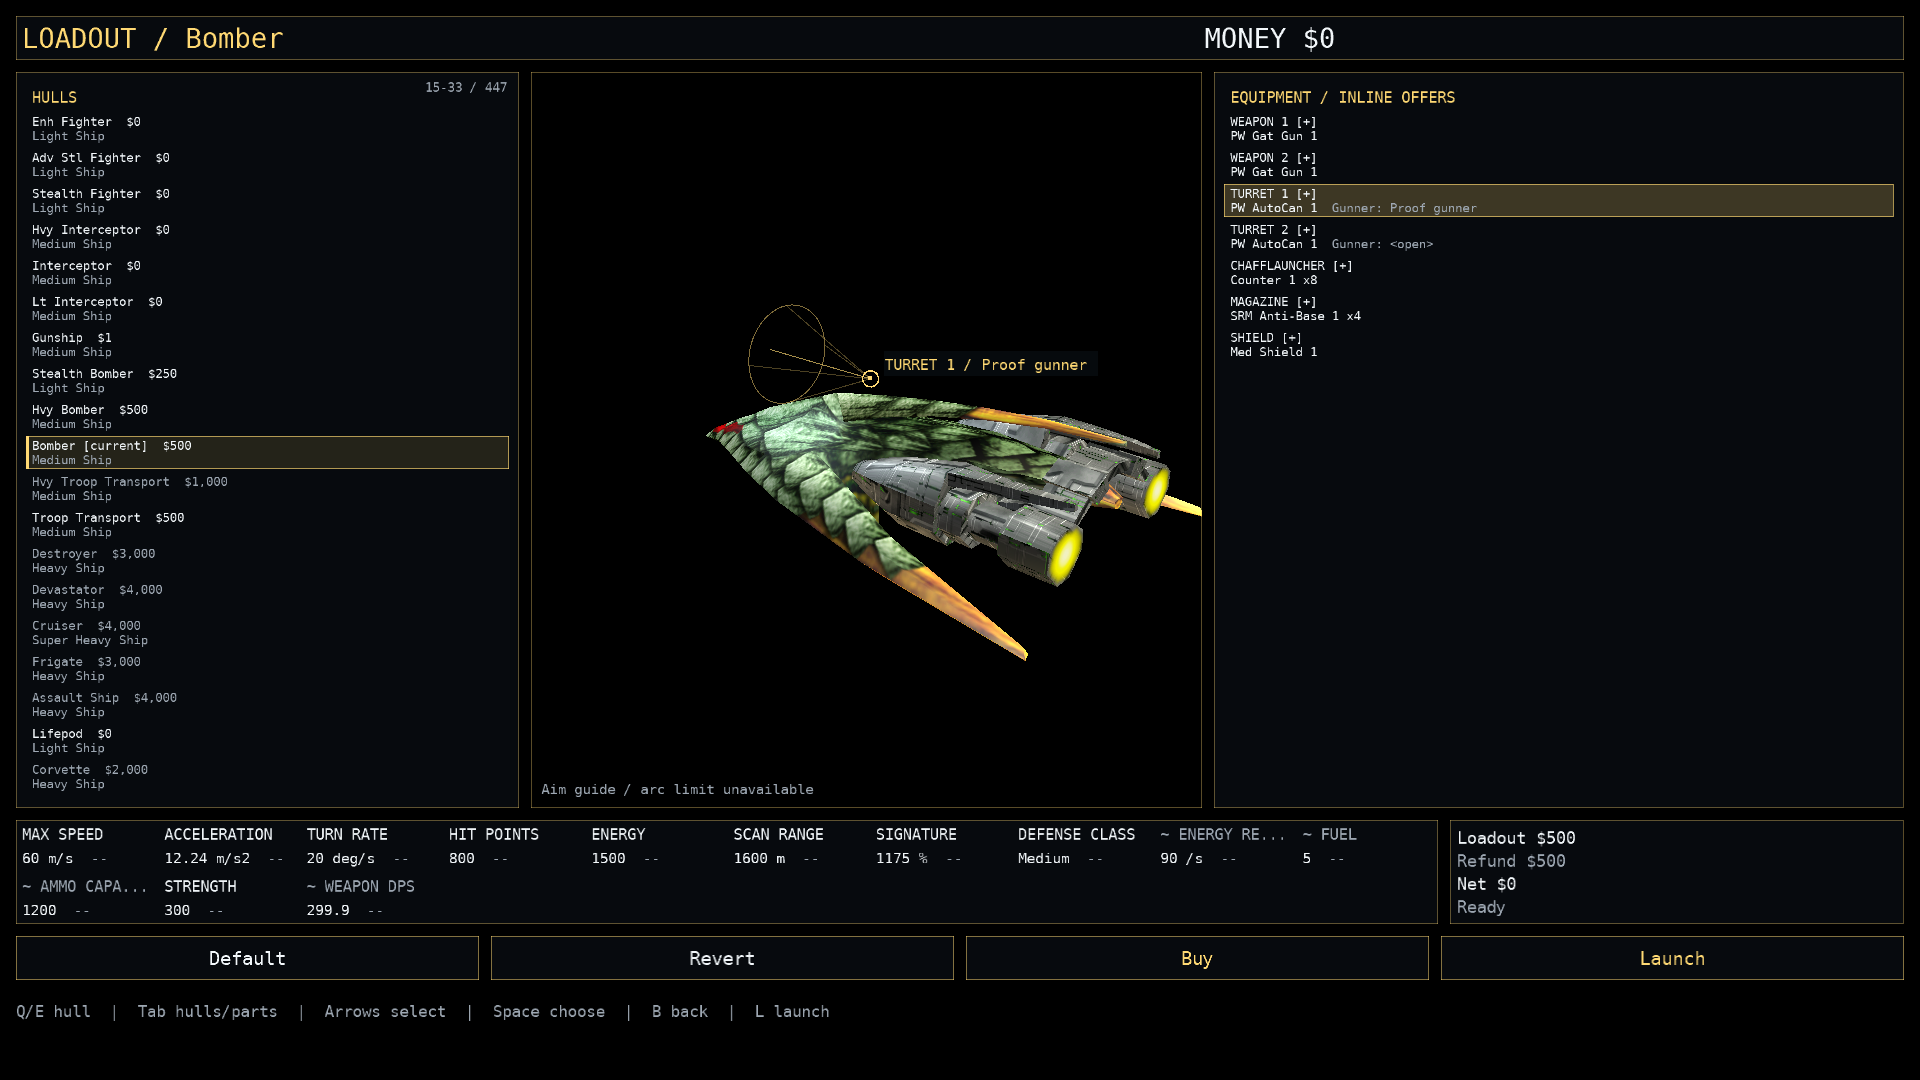 LOADOUT / Bomber
MONEY $0
HULLS
15-33 / 447
Enh Fighter $0
Light Ship
Adv Stl Fighter $0
Light Ship
Stealth Fighter $0
Light Ship
Hvy Interceptor $0
Medium Ship
Interceptor $0
Medium Ship
Lt Interceptor $0
Medium Ship
Gunship $1
Medium Ship
Stealth Bomber $250
Light Ship
Hvy Bomber $500
Medium Ship
Bomber [current] $500
Medium Ship
Hvy Troop Transport $1,000
Medium Ship
Troop Transport $500
Medium Ship
Destroyer $3,000
Heavy Ship
Devastator $4,000
Heavy Ship
Cruiser $4,000
Super Heavy Ship
Frigate $3,000
Heavy Ship
Assault Ship $4,000
Heavy Ship
Lifepod $0
Light Ship
Corvette $2,000
Heavy Ship
TURRET 1 / Proof gunner
Aim guide / arc limit unavailable
EQUIPMENT / INLINE OFFERS
WEAPON 1 [+]
PW Gat Gun 1
WEAPON 2 [+]
PW Gat Gun 1
TURRET 1 [+]
PW AutoCan 1 Gunner: Proof gunner
TURRET 2 [+]
PW AutoCan 1 Gunner: <open>
CHAFFLAUNCHER [+]
Counter 1 x8
MAGAZINE [+]
SRM Anti-Base 1 x4
SHIELD [+]
Med Shield 1
MAX SPEED ACCELERATION TURN RATE HIT POINTS ENERGY SCAN RANGE SIGNATURE DEFENSE CLASS ~ ENERGY RE... ~ FUEL
60 m/s -- 12.24 m/s2 -- 20 deg/s -- 800 -- 1500 -- 1600 m -- 1175 % -- Medium -- 90 /s -- 5 --
~ AMMO CAPA... STRENGTH ~ WEAPON DPS
1200 -- 300 -- 299.9 --
Loadout $500
Refund $500
Net $0
Ready
Default Revert Buy Launch
Q/E hull | Tab hulls/parts | Arrows select | Space choose | B back | L launch